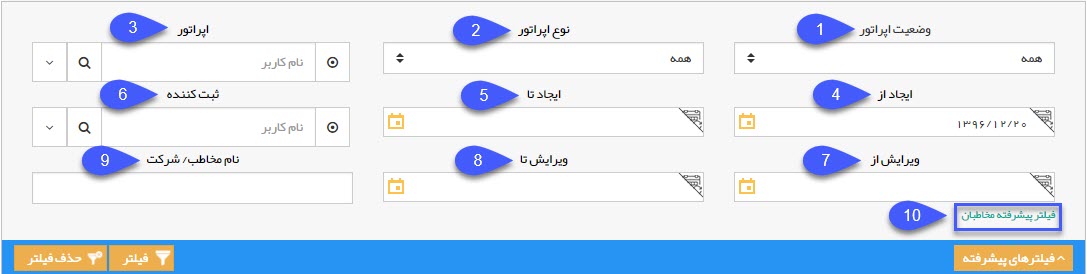 وضعیت اپراتور 1 نوع اپراتور 2 اپراتور 3
همه همه نام کاربر
ایجاد از 4 ایجاد تا 5 ثبت کننده 6
۱۳۹۶/۱۲/۲۰ نام کاربر
ویرایش از 7 ویرایش تا 8 نام مخاطب/ شرکت 9
فیلتر پیشرفته مخاطبان 10
فیلترهای پیشرفته فیلتر حذف فیلتر